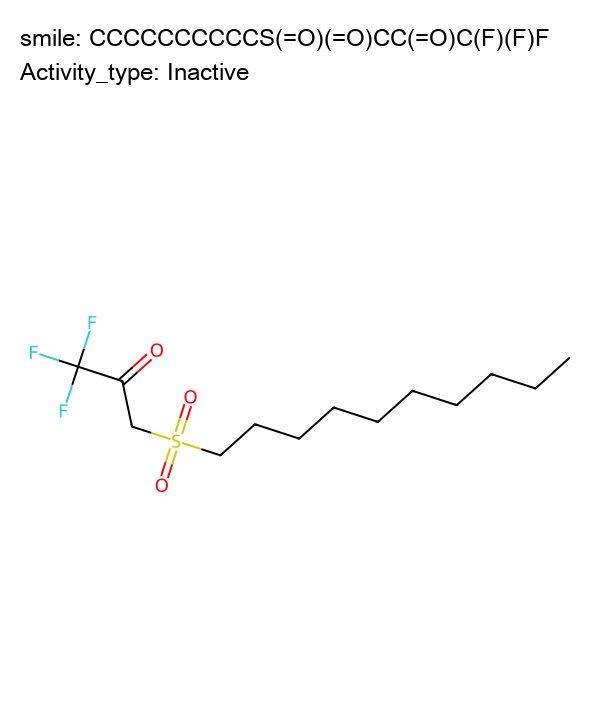 smile: CCCCCCCCCCS(=O)(=O)CC(=O)C(F)(F)F
Activity_type: Inactive
F
F O
O
F
S
O